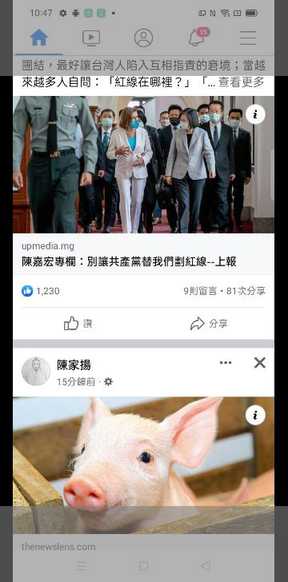 10:47
15
團結，最好讓台灣人陷入互相指責的窘境；當越
來越多人自問：「紅線在哪裡？」「... 查看更多
upmedia.mg
陳嘉宏專欄：別讓共產黨替我們劃紅線--上報
1,230
9則留言・81次分享
讚
分享
陳家揚
15分鐘前
thenewslens.com